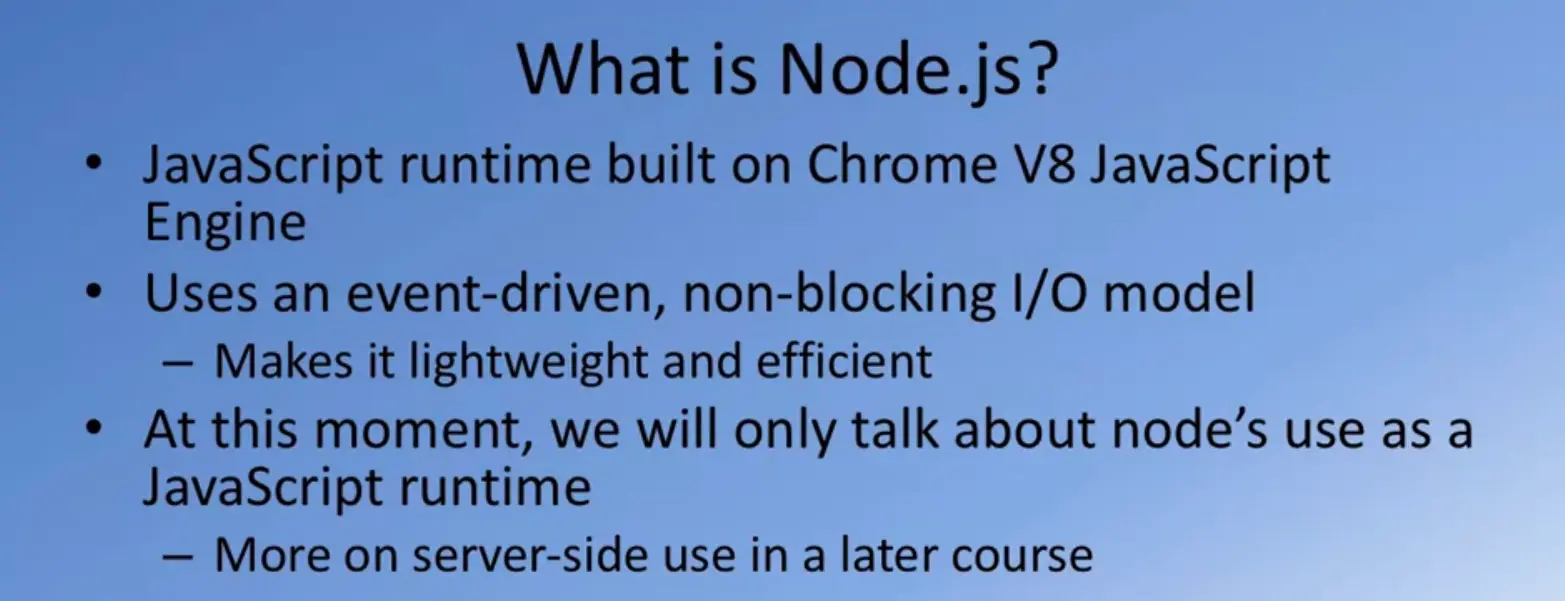 What is Node.js?
• JavaScript runtime built on Chrome V8 JavaScript
Engine
• Uses an event-driven, non-blocking I/O model
– Makes it lightweight and efficient
• At this moment, we will only talk about node’s use as a
JavaScript runtime
– More on server-side use in a later course